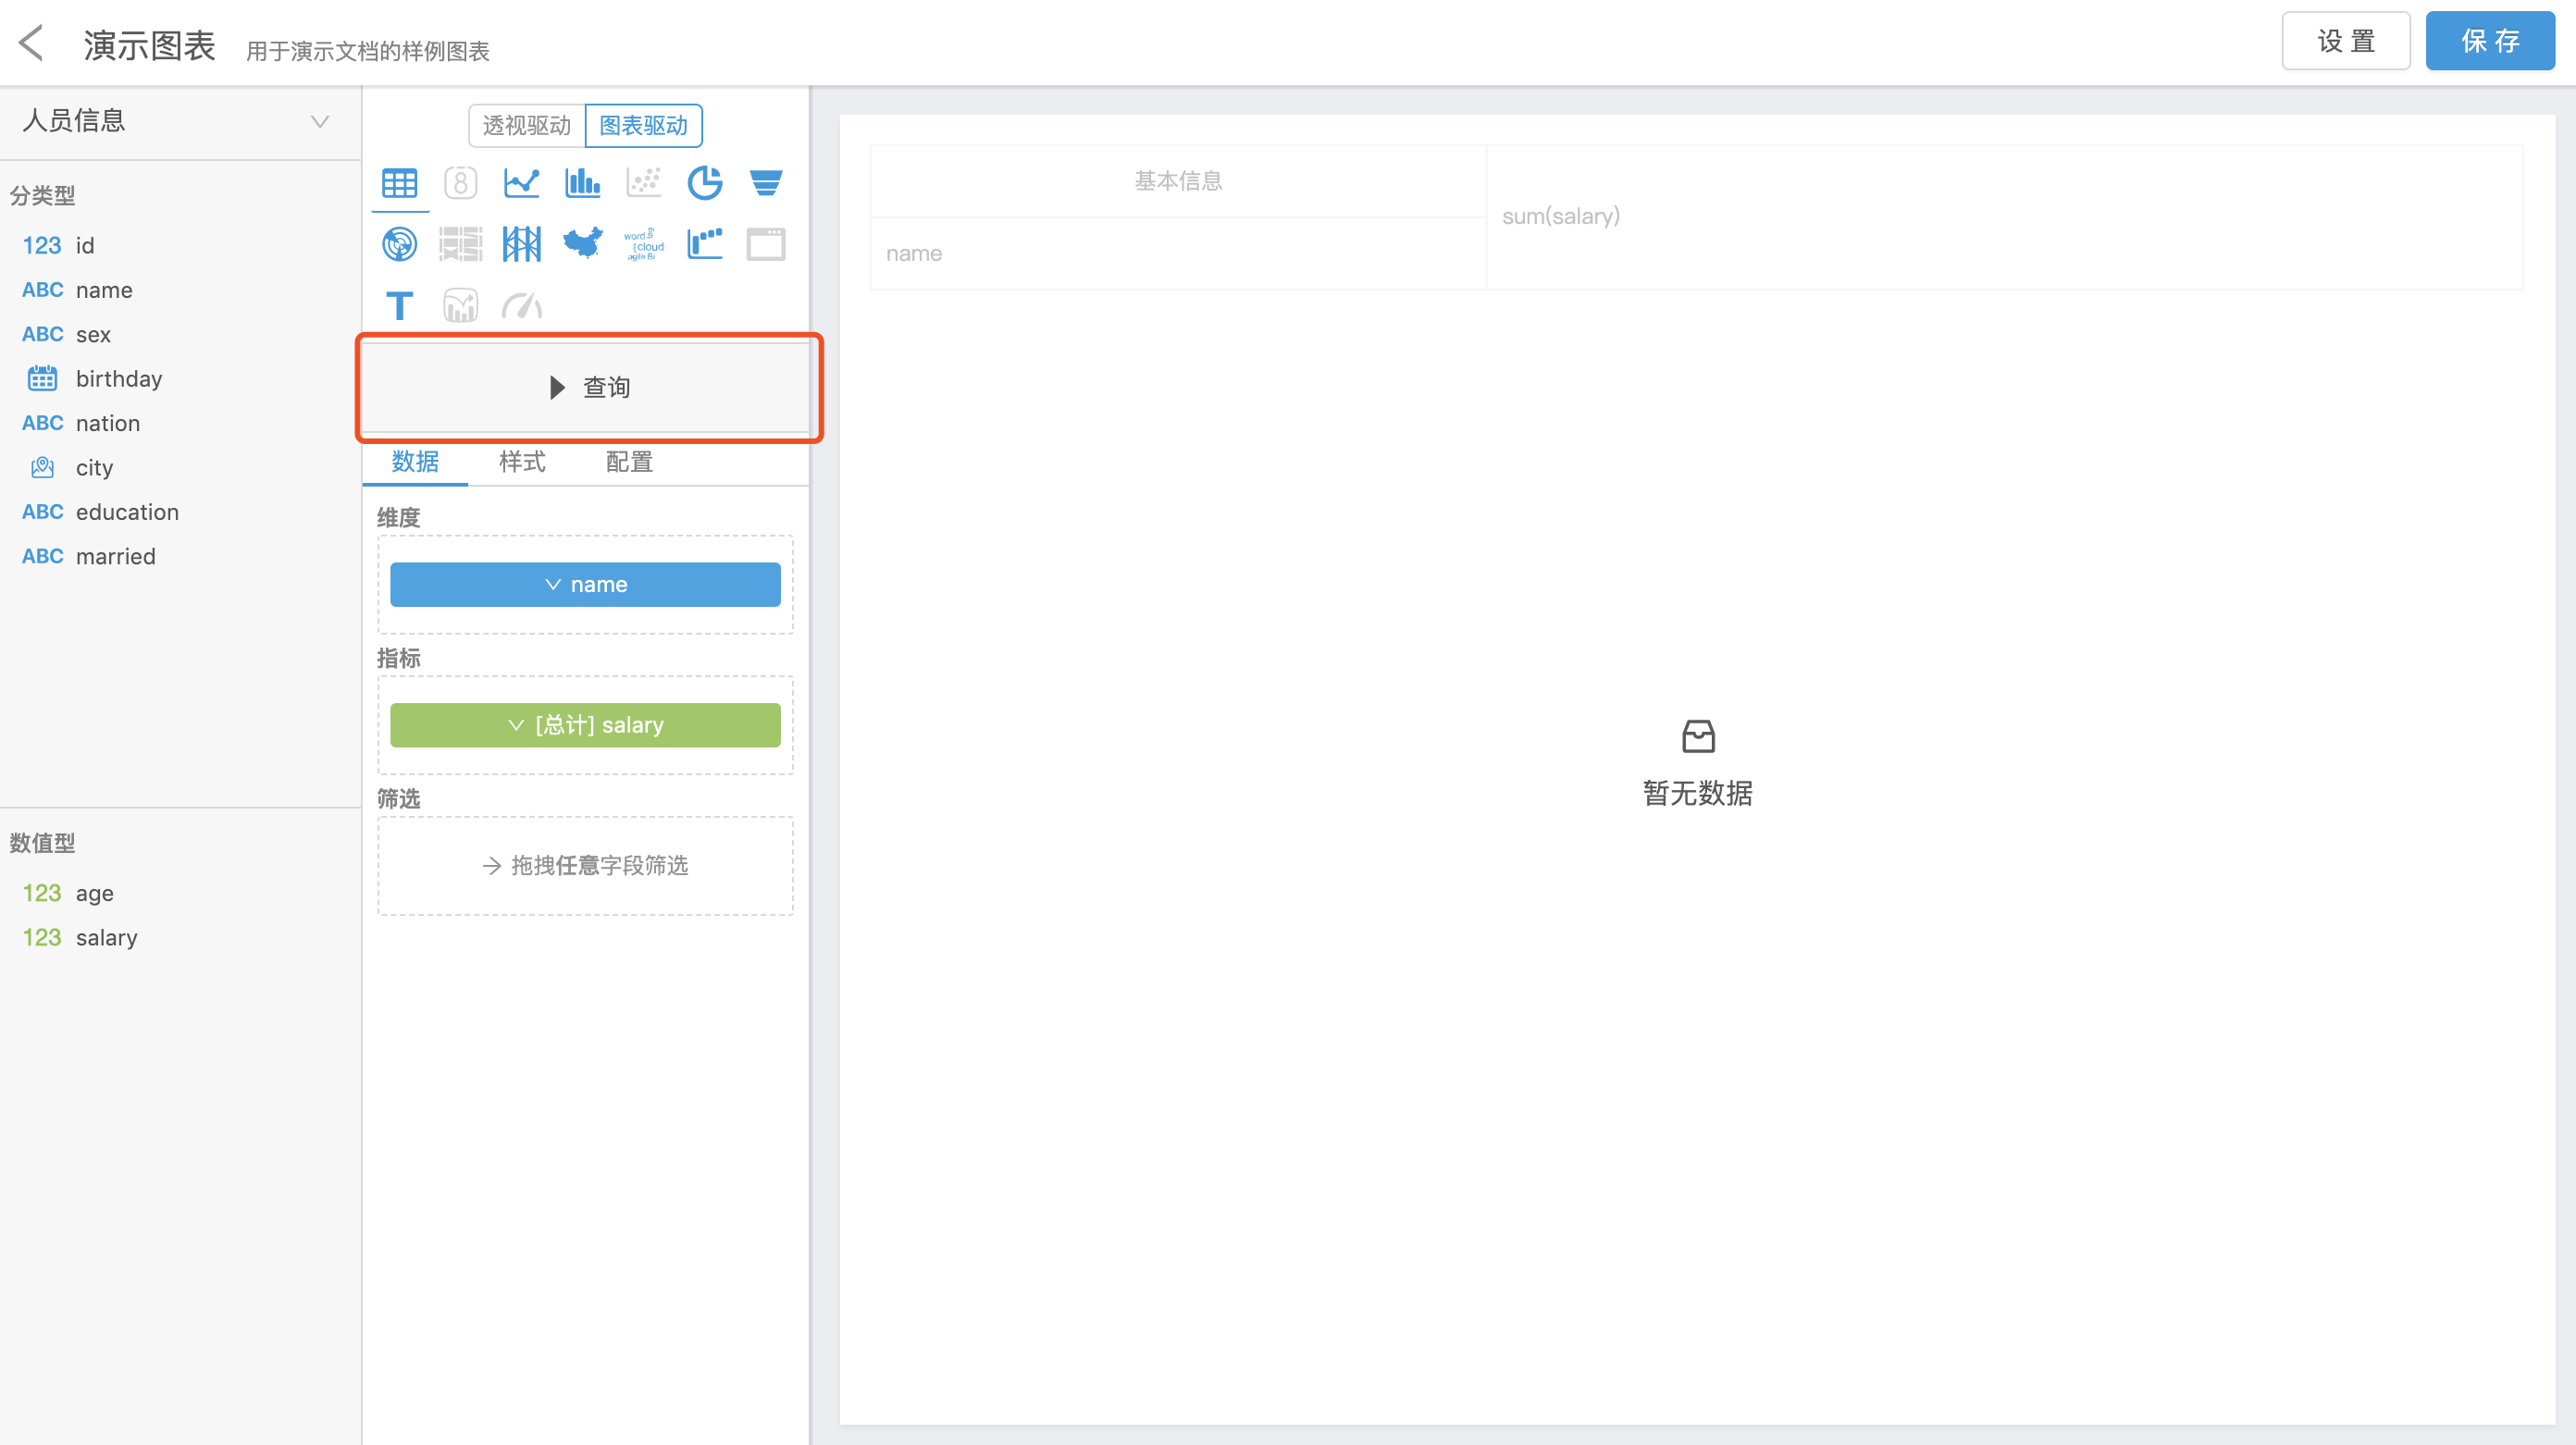 演示图表 用于演示文档的样例图表
设 置
保 存
人员信息
分类型
123 id
ABC name
ABC sex
birthday
ABC nation
city
ABC education
ABC married
数值型
123 age
123 salary
透视驱动 图表驱动
8
word
cloud
agile BI
T
查询
数据 样式 配置
维度
name
指标
[总计] salary
筛选
拖拽任意字段筛选
基本信息
name
sum(salary)
暂无数据